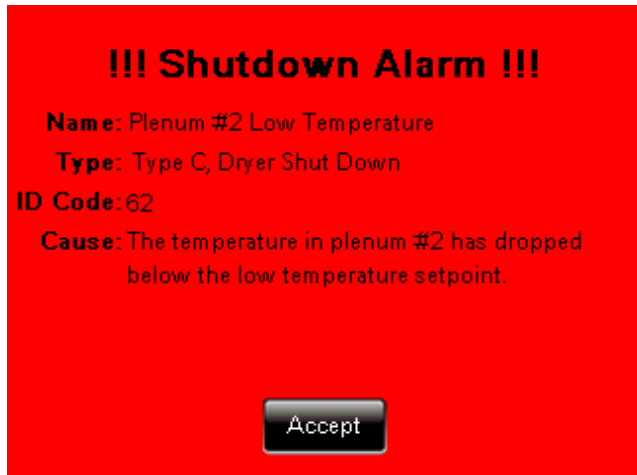 !!! Shutdown Alarm !!!
Name: Plenum #2 Low Temperature
Type: Type C, Dryer Shut Down
ID Code: 62
Cause: The temperature in plenum #2 has dropped
below the low temperature setpoint.
Accept